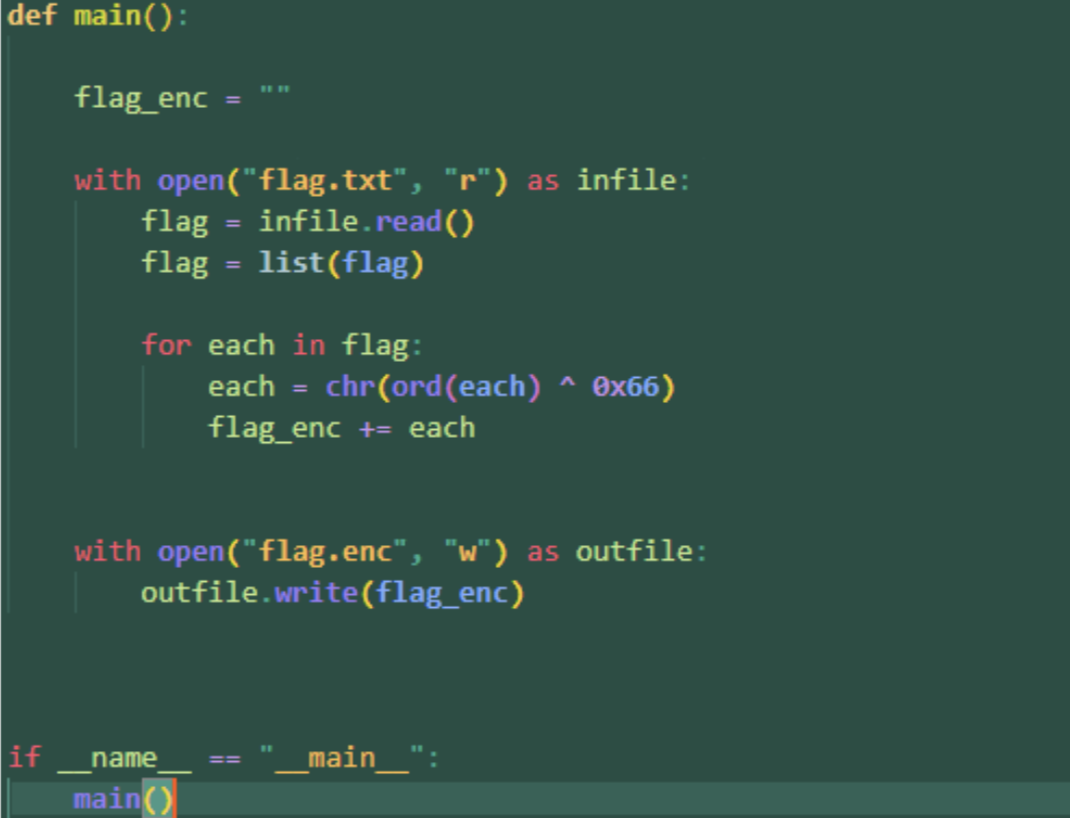 def main():
    flag_enc = ""
    with open("flag.txt", "r") as infile:
        flag = infile.read()
        flag = list(flag)
        for each in flag:
            each = chr(ord(each) ^ 0x66)
            flag_enc += each
    with open("flag.enc", "w") as outfile:
        outfile.write(flag_enc)
if __name__ == "__main__":
    main()